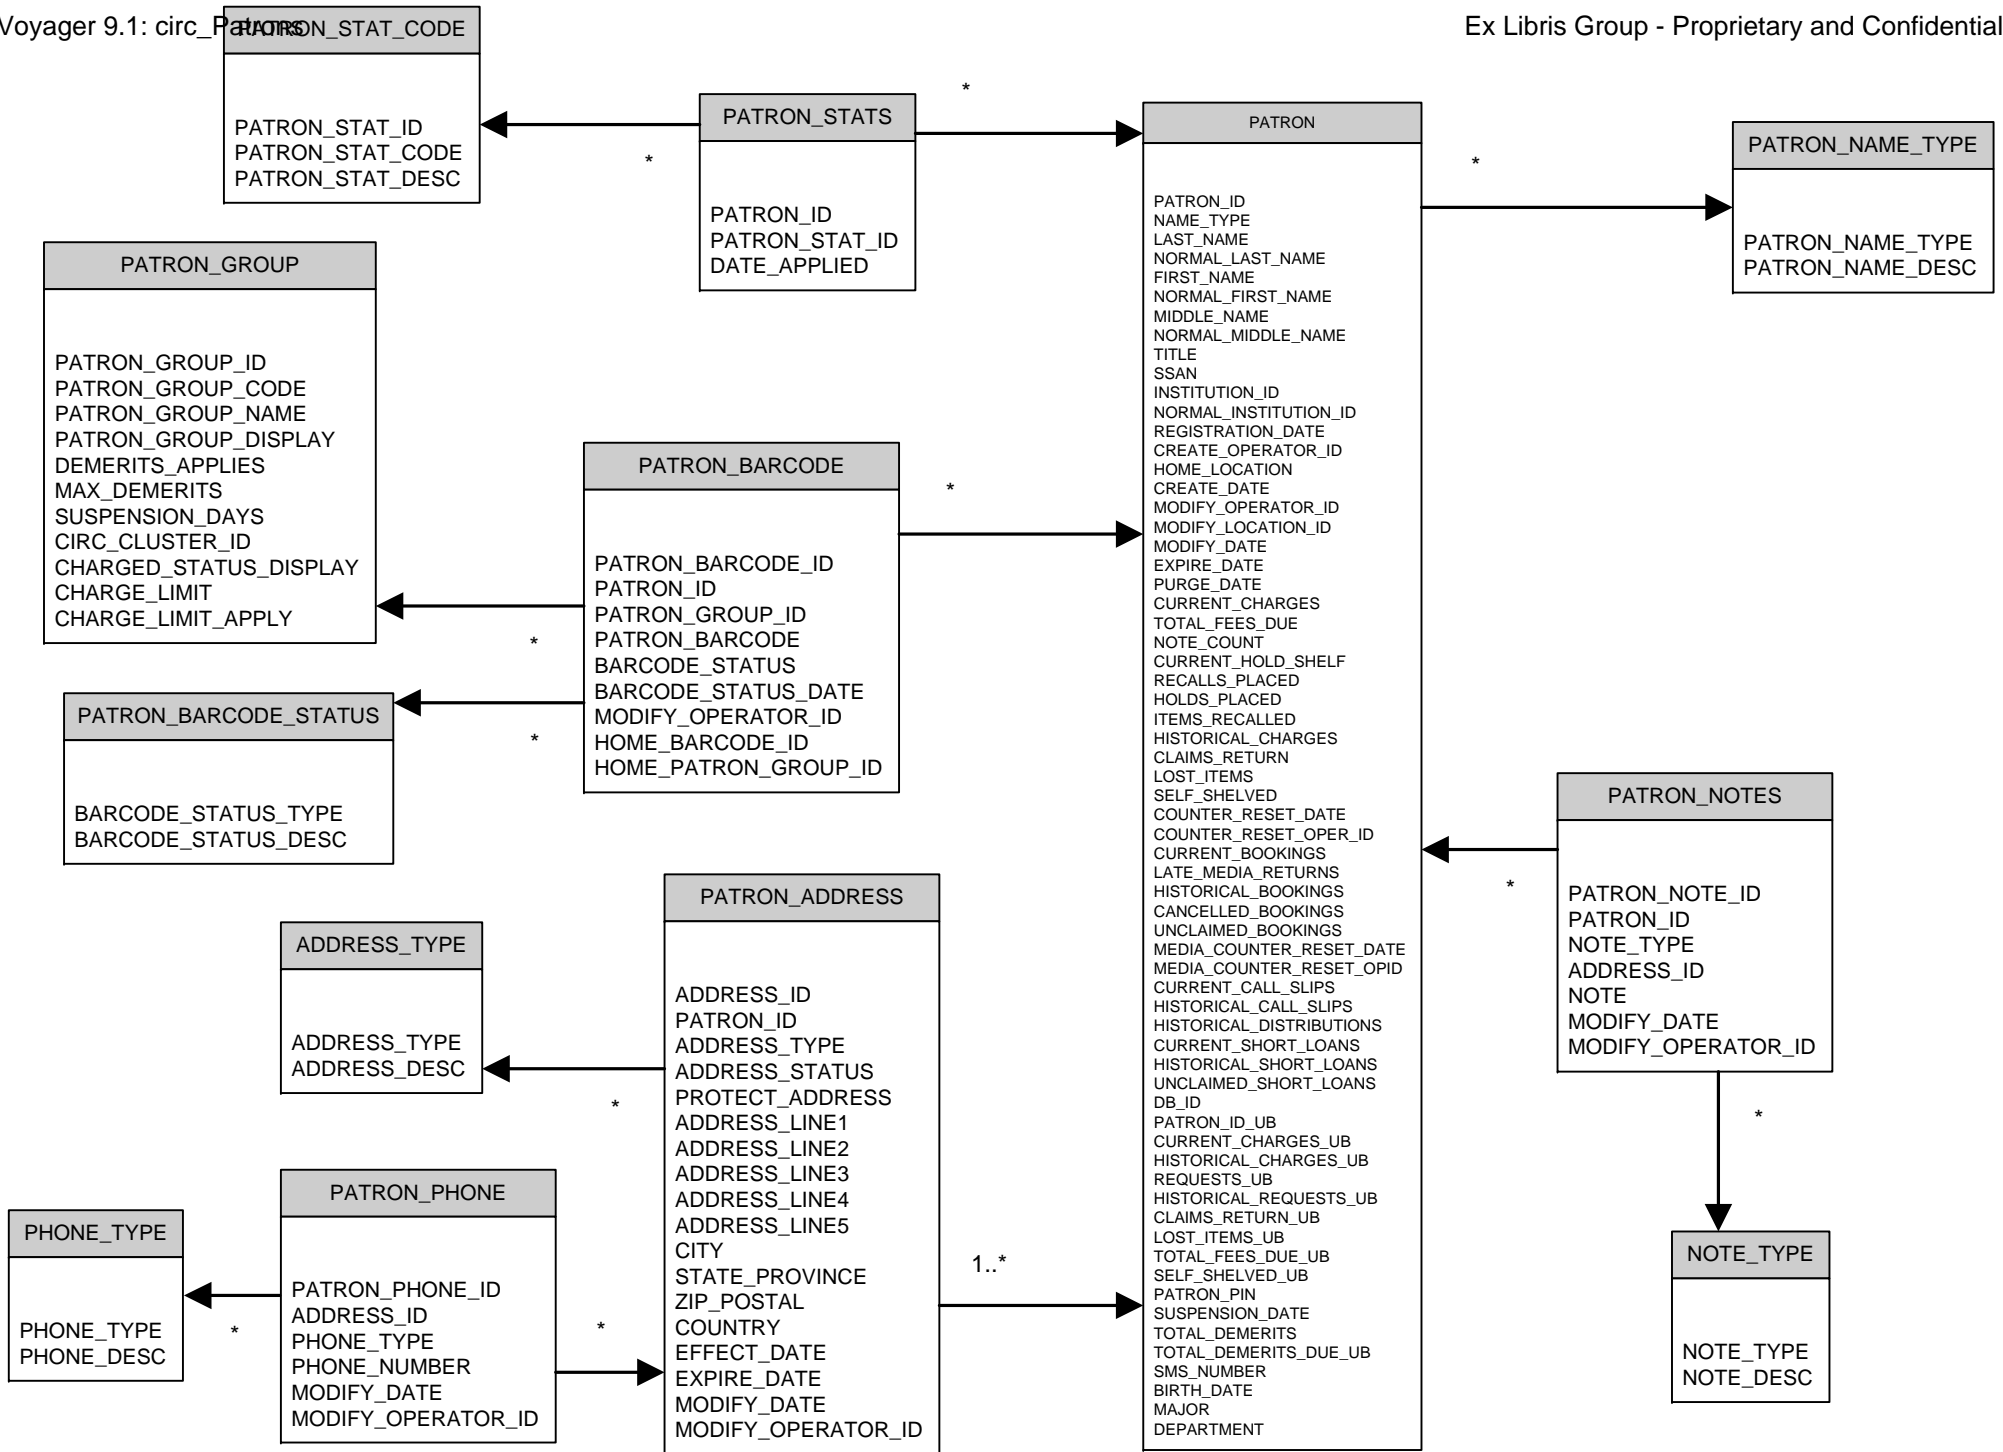 Voyager 9.1: circ_Patrons
Ex Libris Group - Proprietary and Confidential
PATRON_STAT_CODE
PATRON_STAT_ID
PATRON_STAT_CODE
PATRON_STAT_DESC
*
PATRON_STATS
PATRON_ID
PATRON_STAT_ID
DATE_APPLIED
*
PATRON
PATRON_ID
NAME_TYPE
LAST_NAME
NORMAL_LAST_NAME
FIRST_NAME
NORMAL_FIRST_NAME
MIDDLE_NAME
NORMAL_MIDDLE_NAME
TITLE
SSAN
INSTITUTION_ID
NORMAL_INSTITUTION_ID
REGISTRATION_DATE
CREATE_OPERATOR_ID
HOME_LOCATION
CREATE_DATE
MODIFY_OPERATOR_ID
MODIFY_LOCATION_ID
MODIFY_DATE
EXPIRE_DATE
PURGE_DATE
CURRENT_CHARGES
TOTAL_FEES_DUE
NOTE_COUNT
CURRENT_HOLD_SHELF
RECALLS_PLACED
HOLDS_PLACED
ITEMS_RECALLED
HISTORICAL_CHARGES
CLAIMS_RETURN
LOST_ITEMS
SELF_SHELVED
COUNTER_RESET_DATE
COUNTER_RESET_OPER_ID
CURRENT_BOOKINGS
LATE_MEDIA_RETURNS
HISTORICAL_BOOKINGS
CANCELLED_BOOKINGS
UNCLAIMED_BOOKINGS
MEDIA_COUNTER_RESET_DATE
MEDIA_COUNTER_RESET_OPID
CURRENT_CALL_SLIPS
HISTORICAL_CALL_SLIPS
HISTORICAL_DISTRIBUTIONS
CURRENT_SHORT_LOANS
HISTORICAL_SHORT_LOANS
UNCLAIMED_SHORT_LOANS
DB_ID
PATRON_ID_UB
CURRENT_CHARGES_UB
HISTORICAL_CHARGES_UB
REQUESTS_UB
HISTORICAL_REQUESTS_UB
CLAIMS_RETURN_UB
LOST_ITEMS_UB
TOTAL_FEES_DUE_UB
SELF_SHELVED_UB
PATRON_PIN
SUSPENSION_DATE
TOTAL_DEMERITS
TOTAL_DEMERITS_DUE_UB
SMS_NUMBER
BIRTH_DATE
MAJOR
DEPARTMENT
*
PATRON_NAME_TYPE
PATRON_NAME_TYPE
PATRON_NAME_DESC
PATRON_GROUP
PATRON_GROUP_ID
PATRON_GROUP_CODE
PATRON_GROUP_NAME
PATRON_GROUP_DISPLAY
DEMERITS_APPLIES
MAX_DEMERITS
SUSPENSION_DAYS
CIRC_CLUSTER_ID
CHARGED_STATUS_DISPLAY
CHARGE_LIMIT
CHARGE_LIMIT_APPLY
*
PATRON_BARCODE
PATRON_BARCODE_ID
PATRON_ID
PATRON_GROUP_ID
PATRON_BARCODE
BARCODE_STATUS
BARCODE_STATUS_DATE
MODIFY_OPERATOR_ID
HOME_BARCODE_ID
HOME_PATRON_GROUP_ID
*
PATRON_BARCODE_STATUS
BARCODE_STATUS_TYPE
BARCODE_STATUS_DESC
*
PATRON_NOTES
PATRON_NOTE_ID
PATRON_ID
NOTE_TYPE
ADDRESS_ID
NOTE
MODIFY_DATE
MODIFY_OPERATOR_ID
*
*
NOTE_TYPE
NOTE_TYPE
NOTE_DESC
ADDRESS_TYPE
ADDRESS_TYPE
ADDRESS_DESC
*
PATRON_ADDRESS
ADDRESS_ID
PATRON_ID
ADDRESS_TYPE
ADDRESS_STATUS
PROTECT_ADDRESS
ADDRESS_LINE1
ADDRESS_LINE2
ADDRESS_LINE3
ADDRESS_LINE4
ADDRESS_LINE5
CITY
STATE_PROVINCE
ZIP_POSTAL
COUNTRY
EFFECT_DATE
EXPIRE_DATE
MODIFY_DATE
MODIFY_OPERATOR_ID
1..*
PHONE_TYPE
PHONE_TYPE
PHONE_DESC
*
PATRON_PHONE
PATRON_PHONE_ID
ADDRESS_ID
PHONE_TYPE
PHONE_NUMBER
MODIFY_DATE
MODIFY_OPERATOR_ID
*